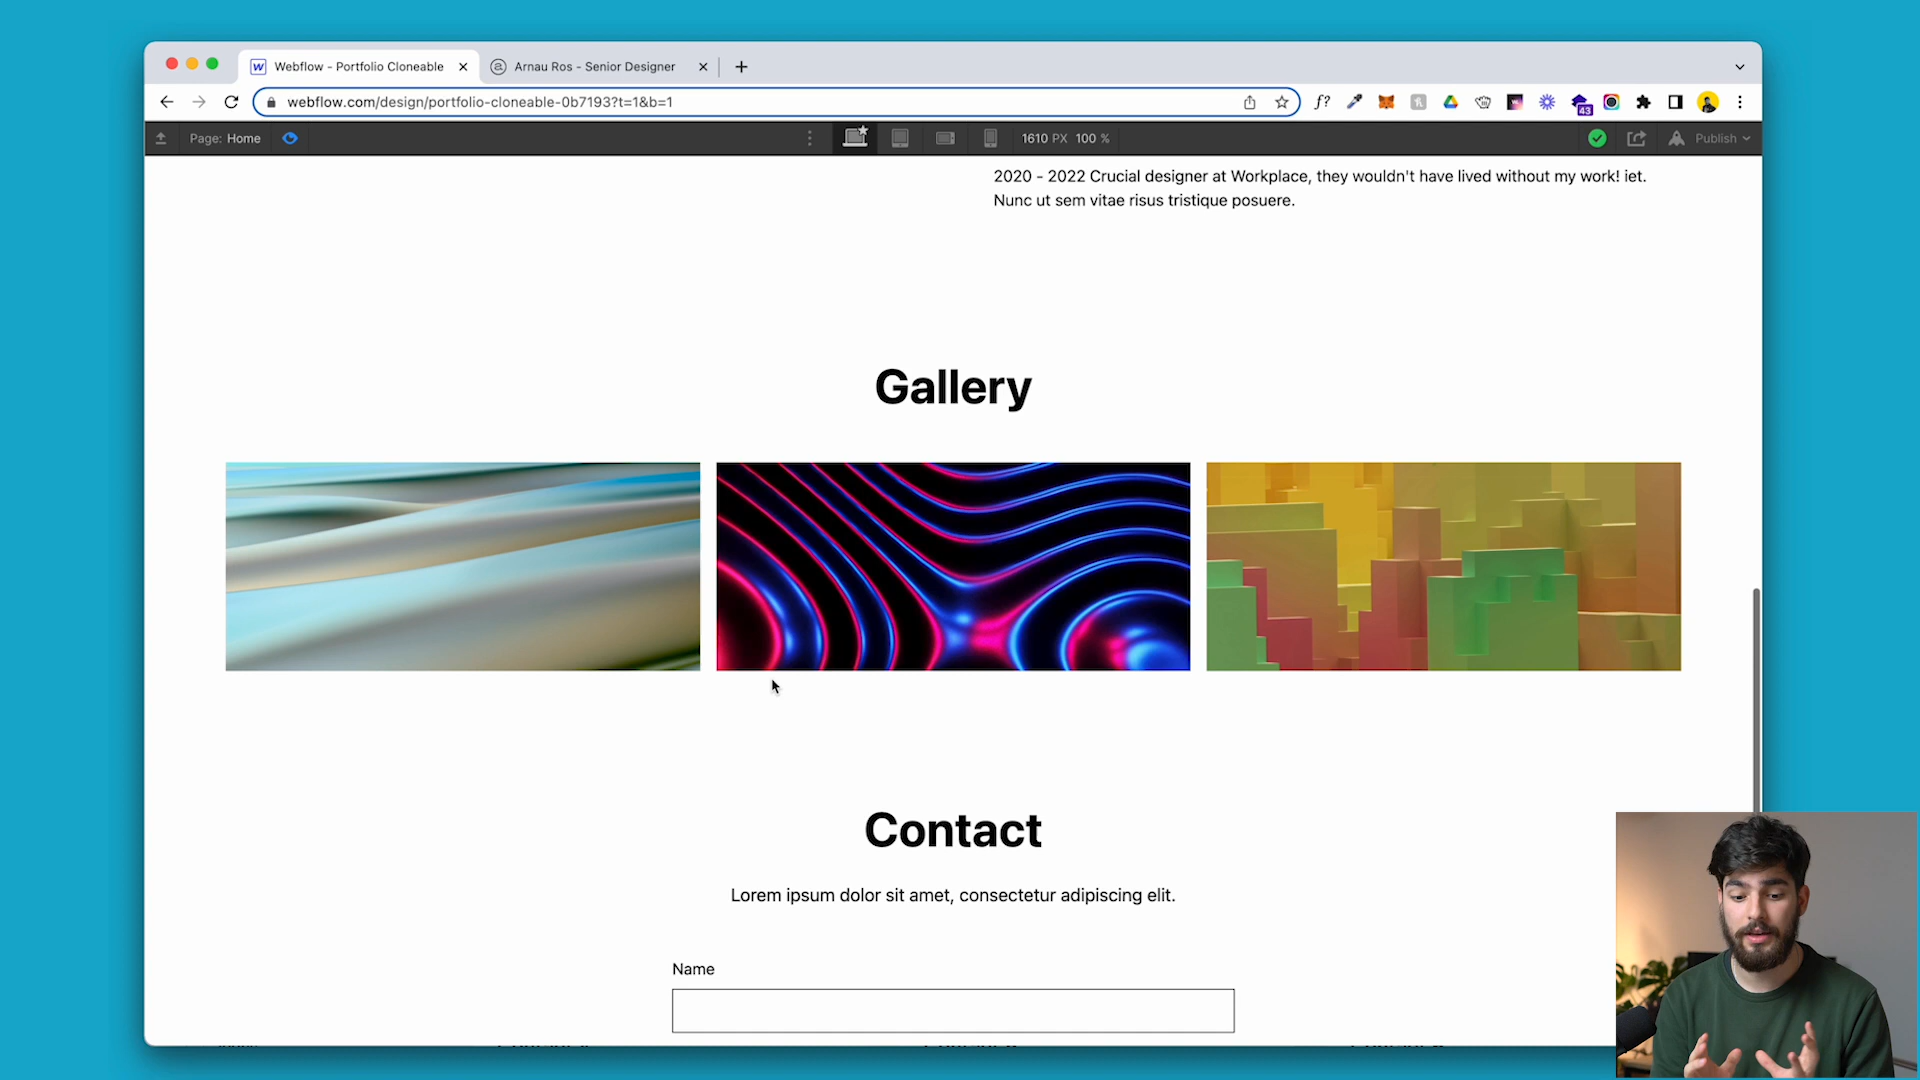 Webflow - Portfolio Cloneable
Arnau Ros - Senior Designer
webflow.com/design/portfolio-cloneable-0b7193?t=1&b=1
f?
43
Page: Home
1610 PX 100 %
Publish
2020 - 2022 Crucial designer at Workplace, they wouldn't have lived without my work! iet.
Nunc ut sem vitae risus tristique posuere.
Gallery
Contact
Lorem ipsum dolor sit amet, consectetur adipiscing elit.
Name